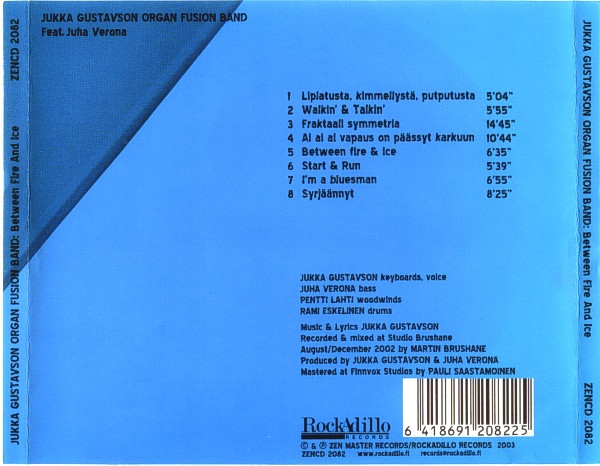 JUKKA GUSTAVSON ORGAN FUSION BAND
Feat. Juha Verona
1 Liplatusta, kimmellystä, putputusta 5'04"
2 Walkin' & Talkin' 5'55"
3 Fraktaali symmetria 14'45"
4 Ai ai ai vapaus on päässyt karkuun 10'44"
5 Between fire & ice 6'35"
6 Start & Run 5'39"
7 I'm a bluesman 6'55"
8 Syrjäännyt 8'25"
JUKKA GUSTAVSON keyboards, voice
JUHA VERONA bass
PENTTI LAHTI woodwinds
RAMI ESKELINEN drums
Music & Lyrics JUKKA GUSTAVSON
Recorded & mixed at Studio Brushane
August/December 2002 by MARTIN BRUSHANE
Produced by JUKKA GUSTAVSON & JUHA VERONA
Mastered at Finnvox Studios by PAULI SAASTAMOINEN
RockAdillo
RECORDS
6 418691 208225
© & ℗ ZEN MASTER RECORDS/ROCKADILLO RECORDS 2003
ZENCD 2082 www.rockadillo.fi records@rockadillo.fi
JUKKA GUSTAVSON ORGAN FUSION BAND: Between Fire And Ice ZENCD 2082
JUKKA GUSTAVSON ORGAN FUSION BAND: Between Fire And Ice ZENCD 2082